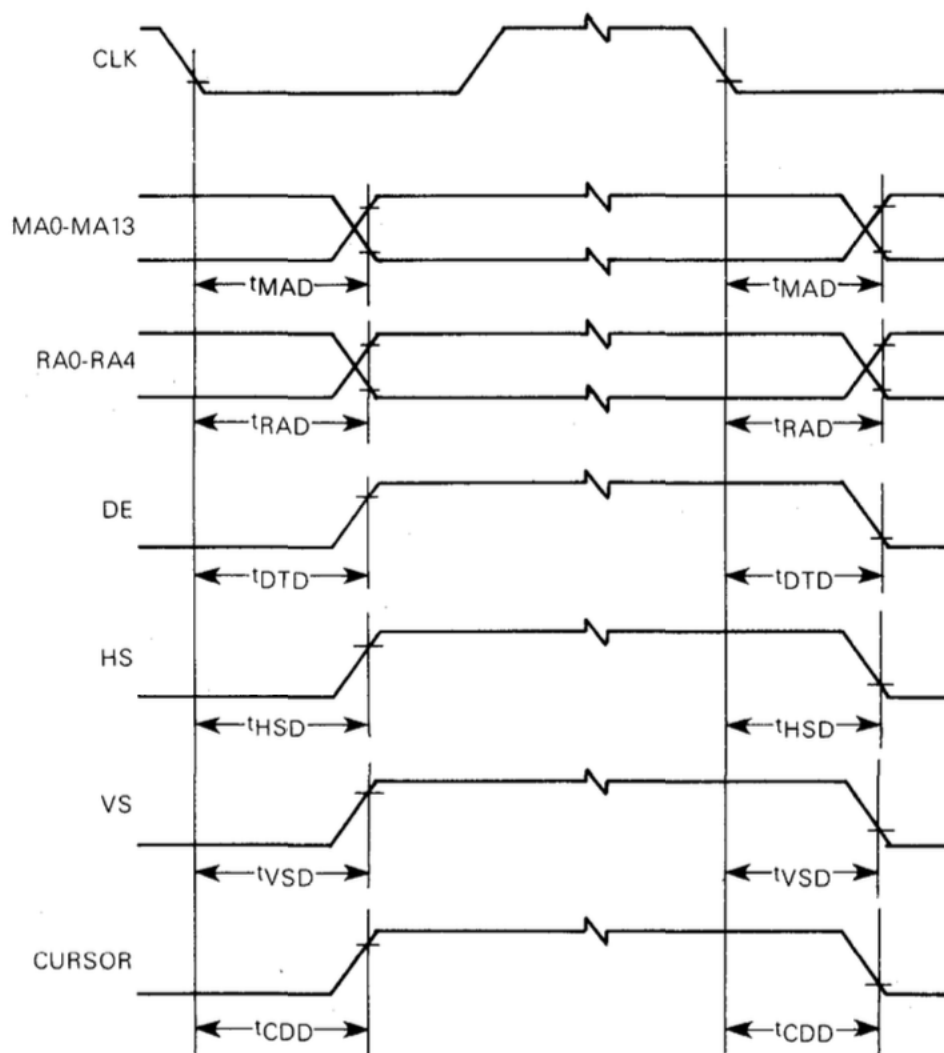 CLK
MA0-MA13
tMAD tMAD
RA0-RA4
tRAD tRAD
DE
tDTD tDTD
HS
tHSD tHSD
VS
tVSD tVSD
CURSOR
tCDD tCDD